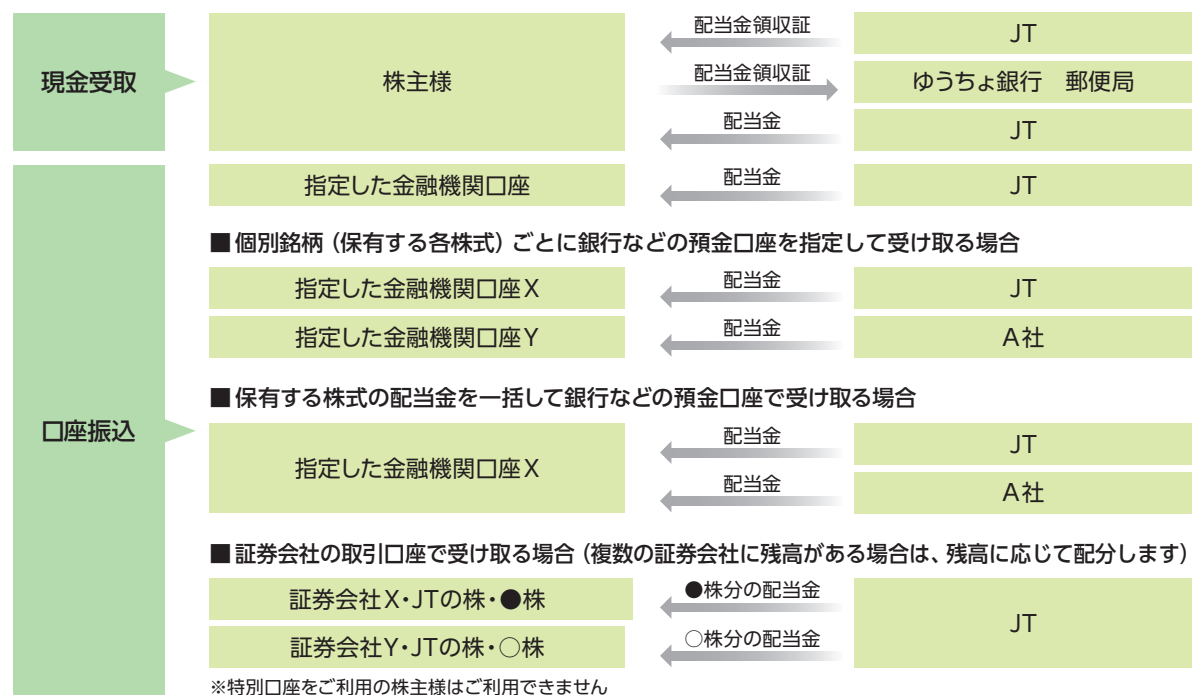 現金受取
株主様
配当金領収証
JT
配当金領収証
ゆうちょ銀行　郵便局
配当金
JT
口座振込
指定した金融機関口座
配当金
JT
■個別銘柄（保有する各株式）ごとに銀行などの預金口座を指定して受け取る場合
指定した金融機関口座X
配当金
JT
指定した金融機関口座Y
配当金
A社
■保有する株式の配当金を一括して銀行などの預金口座で受け取る場合
指定した金融機関口座X
配当金
JT
配当金
A社
■証券会社の取引口座で受け取る場合（複数の証券会社に残高がある場合は、残高に応じて配分します）
証券会社X・JTの株・●株
●株分の配当金
JT
証券会社Y・JTの株・○株
○株分の配当金
※特別口座をご利用の株主様はご利用できません